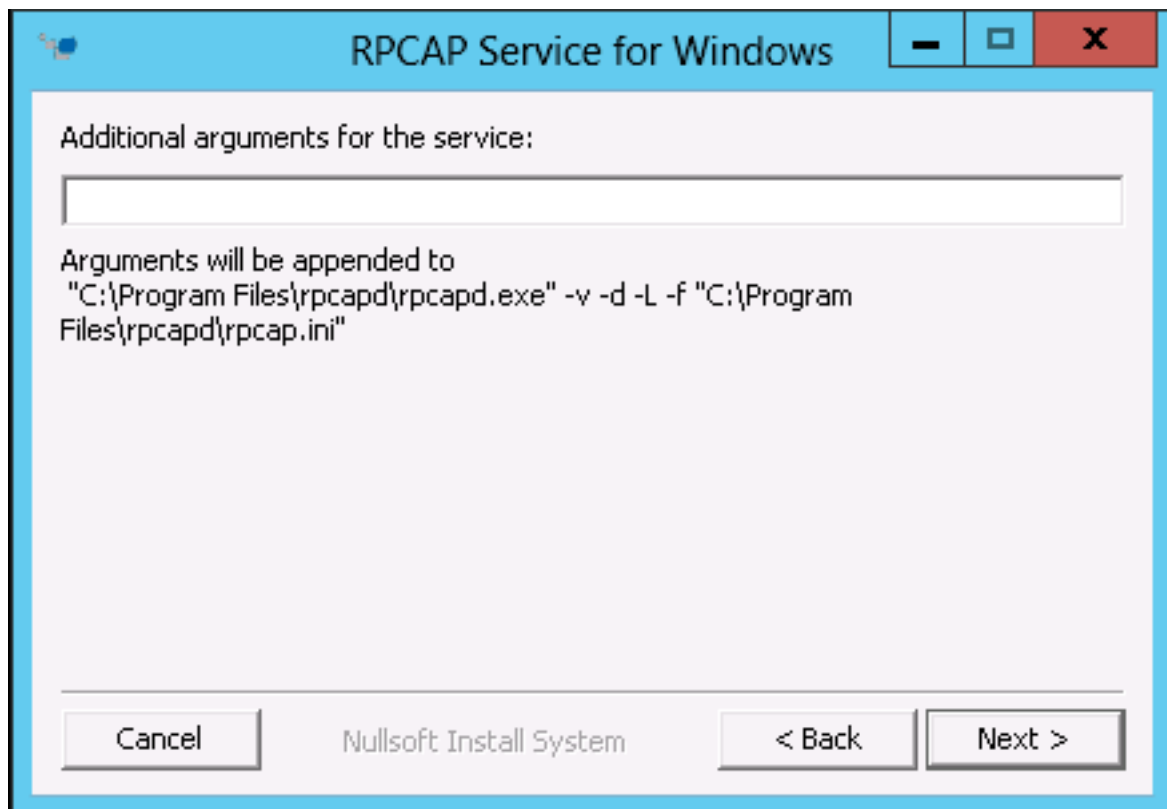 RPCAP Service for Windows
Additional arguments for the service:
Arguments will be appended to
"C:\Program Files\rpcapd\rpcapd.exe" -v -d -L -f "C:\Program
Files\rpcapd\rpcap.ini"
Cancel
Nullsoft Install System
< Back
Next >